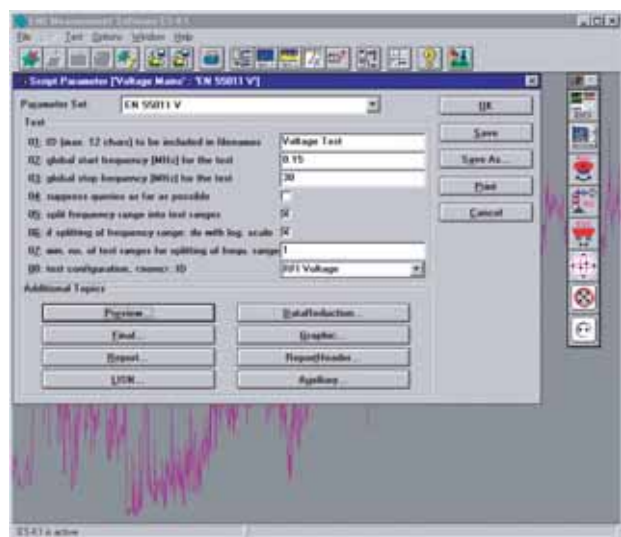 EMI Measurement Software ES-K1
File Test Options Window Help
Script Parameter ['Voltage Mains' : 'EN 55011 V']
Parameter Set: EN 55011 V
OK
Text
Save
01: ID (max. 12 chars) to be included in filenames Voltage Test
02: global start frequency [MHz] for the test 0.15
Save As...
03: global stop frequency [MHz] for the test 30
Print
04: suppress queries as far as possible
05: split frequency range into test ranges
Cancel
06: if splitting of frequency range: do with log. scale
07: min. no. of test ranges for splitting of frequ. range 1
08: test configuration, <name>: ID RFI Voltage
Additional Topics
Preview... DataReduction...
Final... Graphic...
Report... ReportHeader...
LISN... Auxiliary...
ES-K1 is active